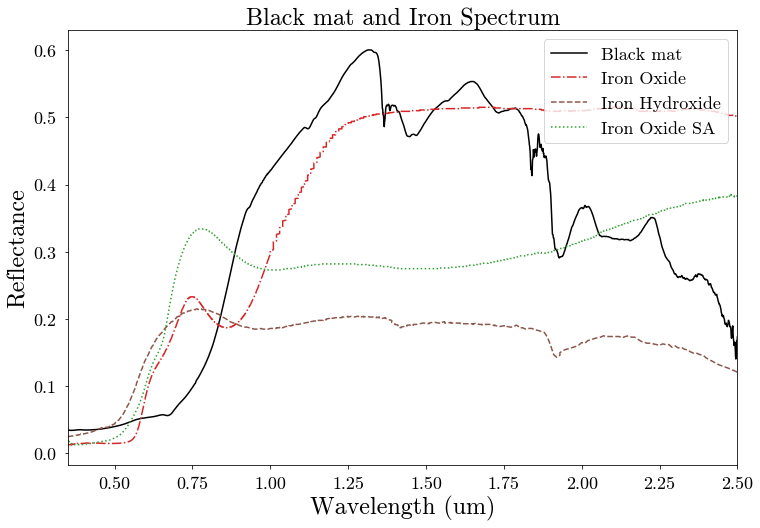 Black mat and Iron Spectrum
Black mat
Iron Oxide
Iron Hydroxide
Iron Oxide SA
Reflectance
0.6
0.5
0.4
0.3
0.2
0.1
0.0
0.50 0.75 1.00 1.25 1.50 1.75 2.00 2.25 2.50
Wavelength (um)